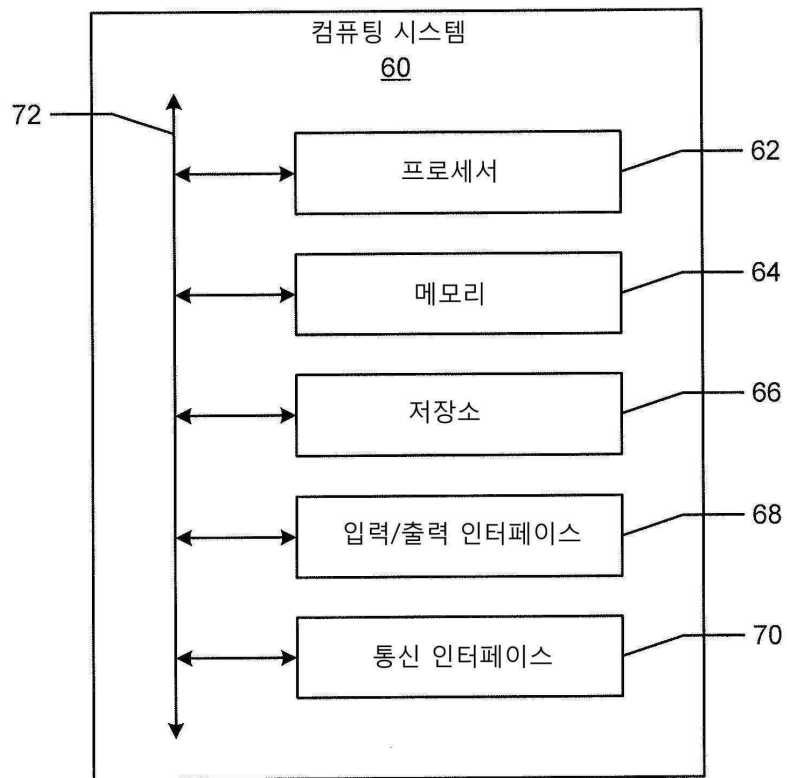 컴퓨팅 시스템
60
72
프로세서
62
메모리
64
저장소
66
입력/출력 인터페이스
68
통신 인터페이스
70